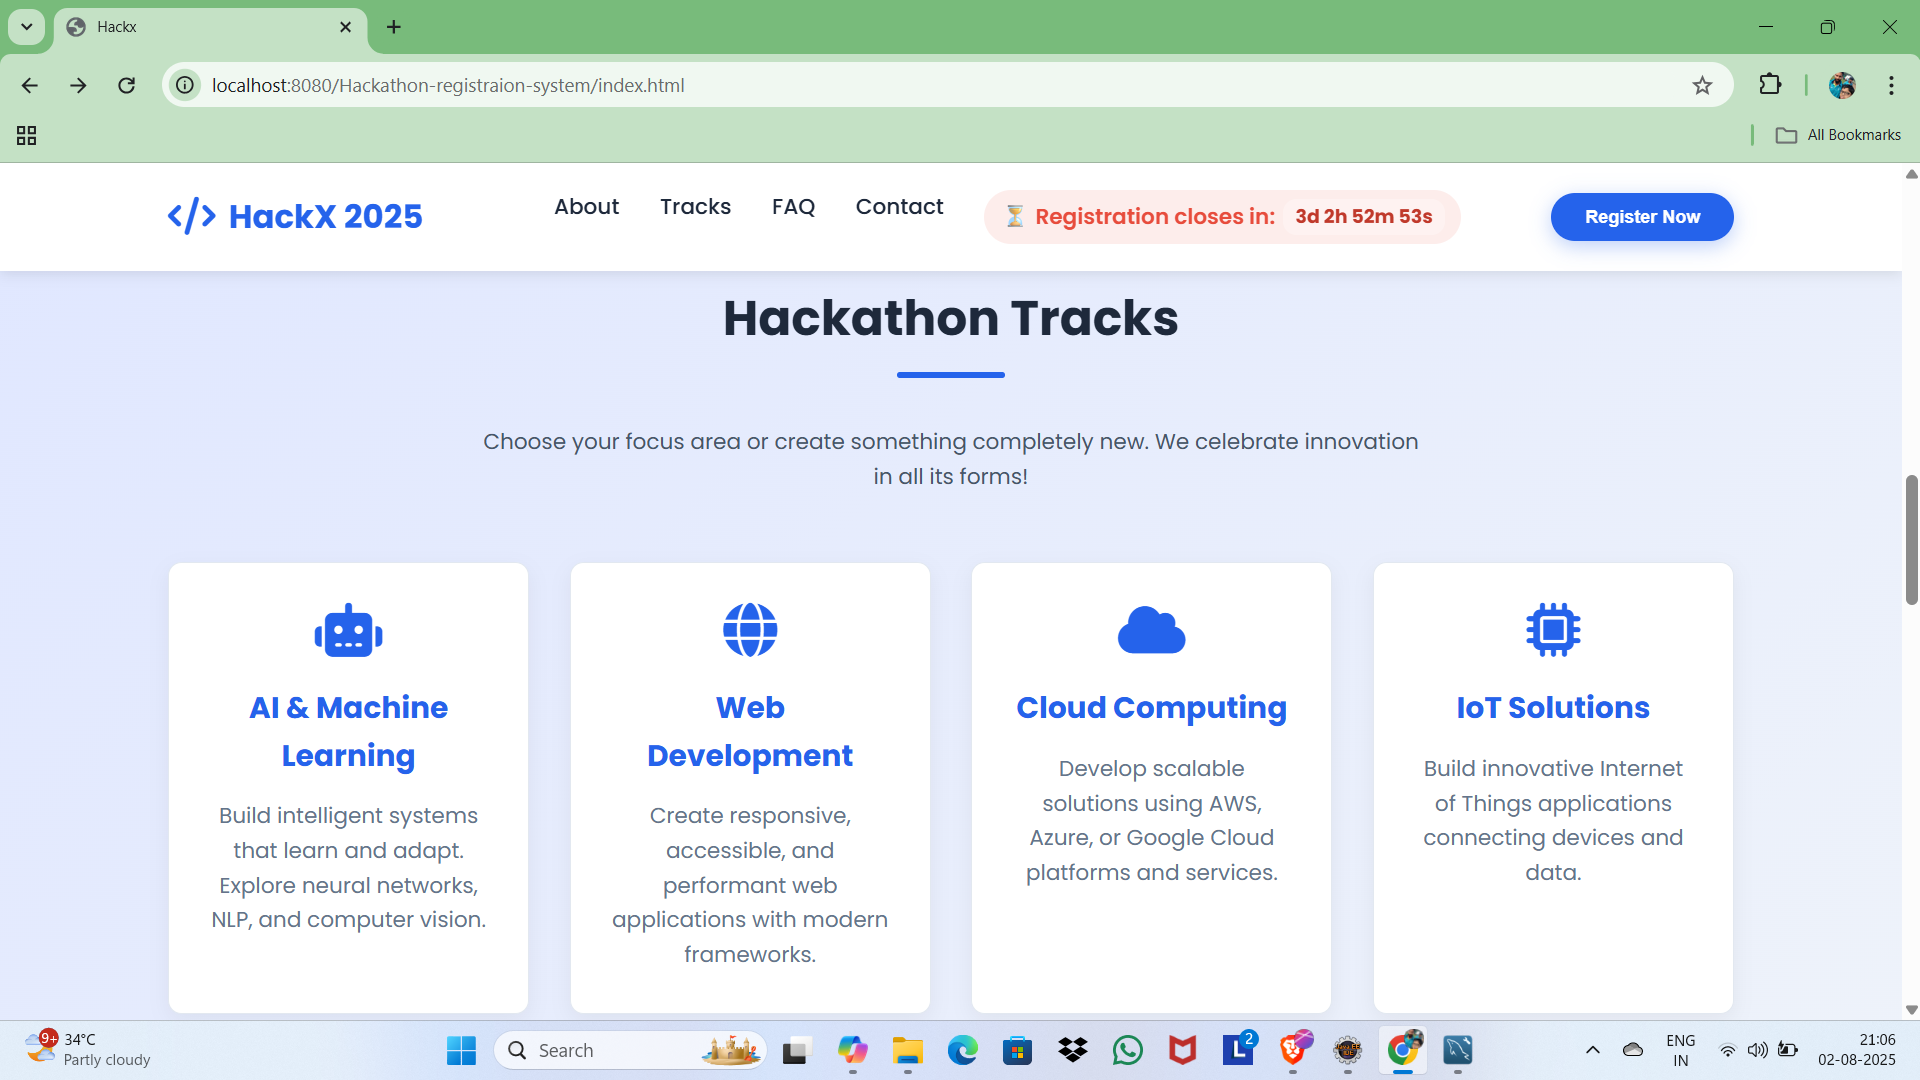 Hackx
localhost:8080/Hackathon-registraion-system/index.html
All Bookmarks
</> HackX 2025
About
Tracks
FAQ
Contact
⏳ Registration closes in: 3d 2h 52m 53s
Register Now
Hackathon Tracks
Choose your focus area or create something completely new. We celebrate innovation
in all its forms!
AI & Machine
Learning
Build intelligent systems
that learn and adapt.
Explore neural networks,
NLP, and computer vision.
Web
Development
Create responsive,
accessible, and
performant web
applications with modern
frameworks.
Cloud Computing
Develop scalable
solutions using AWS,
Azure, or Google Cloud
platforms and services.
IoT Solutions
Build innovative Internet
of Things applications
connecting devices and
data.
9+
34°C
Partly cloudy
Search
L
2
ENG
IN
21:06
02-08-2025